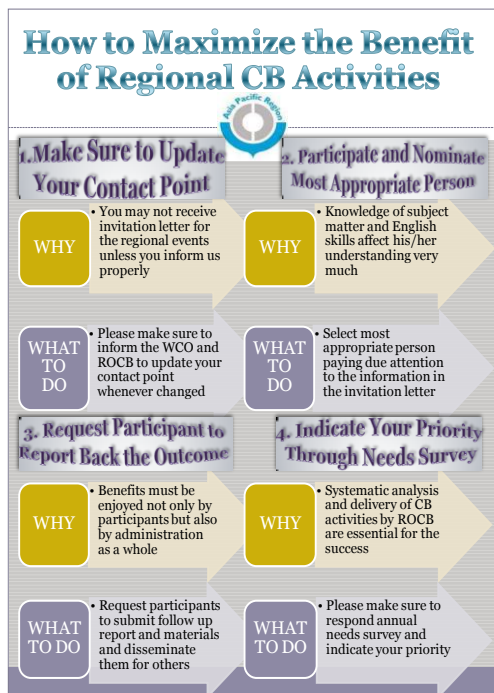 How to Maximize the Benefit
of Regional CB Activities
Asia Pacific Region
1.Make Sure to Update
Your Contact Point
WHY
• You may not receive
invitation letter for
the regional events
unless you inform us
properly
WHAT
TO
DO
• Please make sure to
inform the WCO and
ROCB to update your
contact point
whenever changed
2. Participate and Nominate
Most Appropriate Person
WHY
• Knowledge of subject
matter and English
skills affect his/her
understanding very
much
WHAT
TO
DO
• Select most
appropriate person
paying due attention
to the information in
the invitation letter
3. Request Participant to
Report Back the Outcome
WHY
• Benefits must be
enjoyed not only by
participants but also
by administration
as a whole
WHAT
TO DO
• Request participants
to submit follow up
report and materials
and disseminate
them for others
4. Indicate Your Priority
Through Needs Survey
WHY
• Systematic analysis
and delivery of CB
activities by ROCB
are essential for the
success
WHAT
TO DO
• Please make sure to
respond annual
needs survey and
indicate your priority